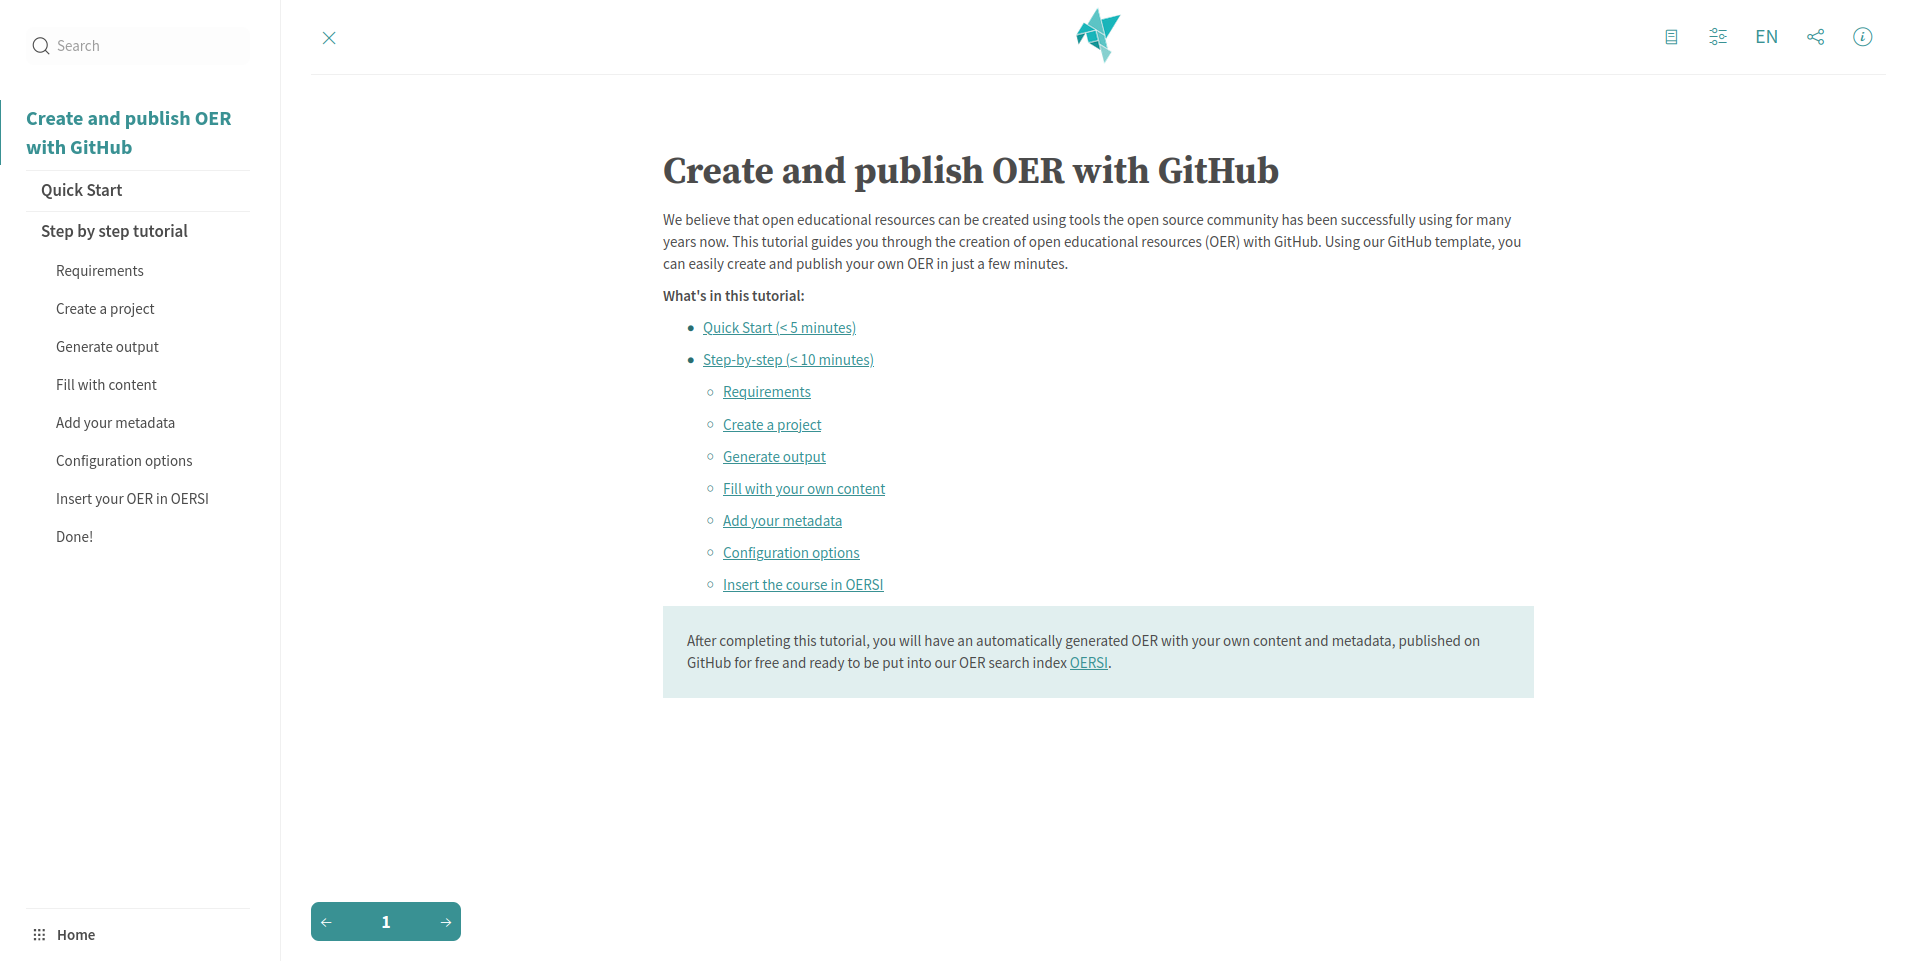 Search
Create and publish OER
with GitHub
Quick Start
Step by step tutorial
Requirements
Create a project
Generate output
Fill with content
Add your metadata
Configuration options
Insert your OER in OERSI
Done!
Home
EN
Create and publish OER with GitHub
We believe that open educational resources can be created using tools the open source community has been successfully using for many
years now. This tutorial guides you through the creation of open educational resources (OER) with GitHub. Using our GitHub template, you
can easily create and publish your own OER in just a few minutes.
What's in this tutorial:
Quick Start (< 5 minutes)
Step-by-step (< 10 minutes)
Requirements
Create a project
Generate output
Fill with your own content
Add your metadata
Configuration options
Insert the course in OERSI
After completing this tutorial, you will have an automatically generated OER with your own content and metadata, published on
GitHub for free and ready to be put into our OER search index OERSI.
1